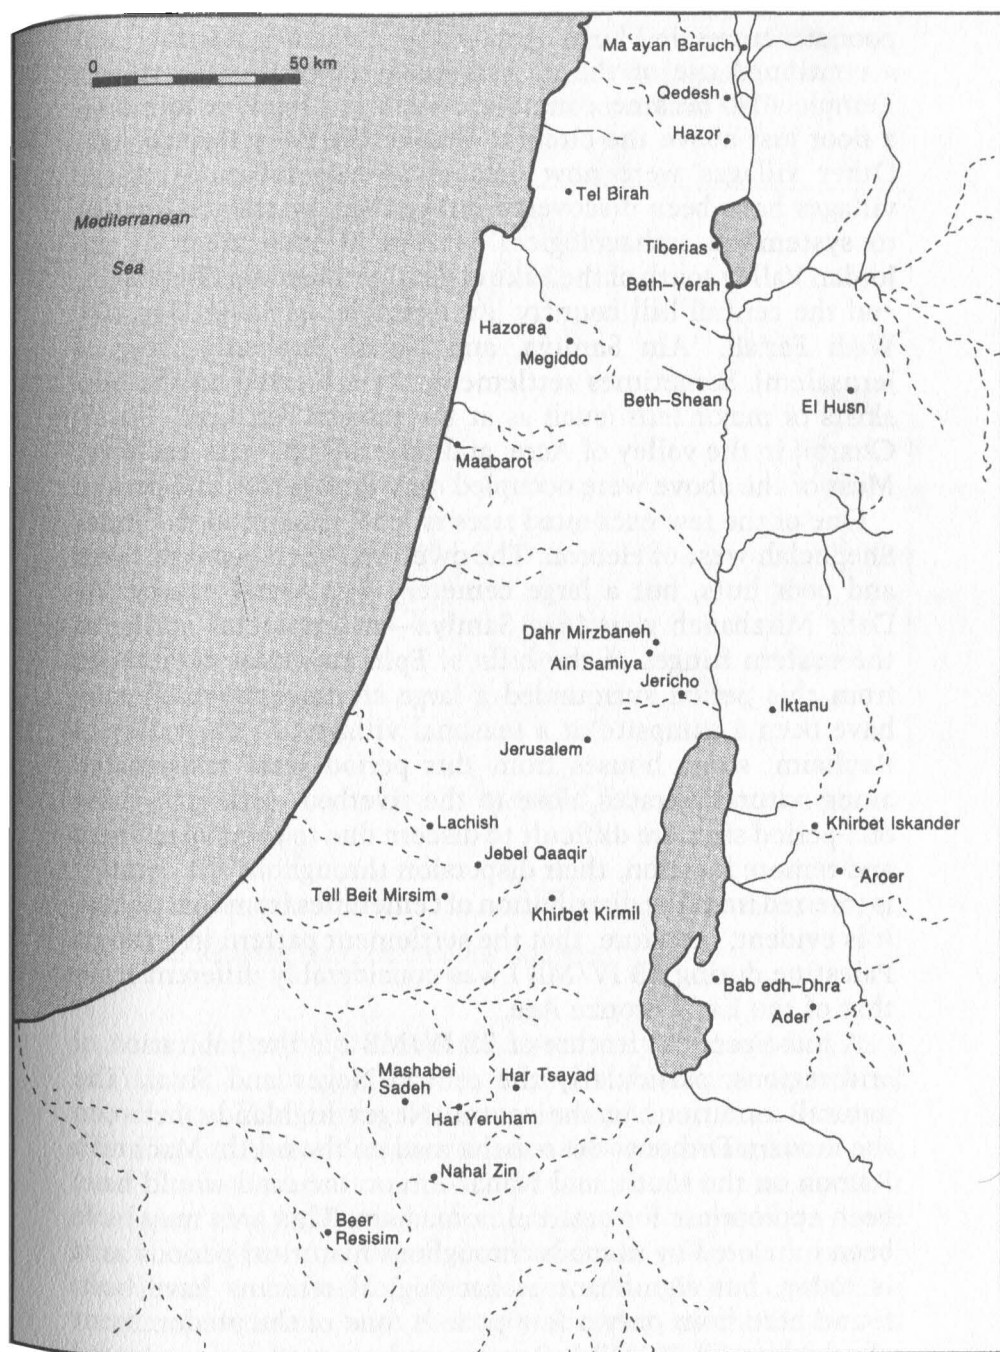 0 50 km
Ma'ayan Baruch
Qedesh
Hazor
Tel Birah
Mediterranean
Sea
Tiberias
Beth-Yerah
Hazorea
Megiddo
Beth-Shean
El Husn
Maabarot
Dahr Mirzbaneh
Ain Samiya
Jericho
Iktanu
Jerusalem
Lachish
Khirbet Iskander
Jebel Qaaqir
ʿAroer
Tell Beit Mirsim
Khirbet Kirmil
Bab edh-Dhraʿ
Ader
Mashabei
Sadeh
Har Tsayad
Har Yeruham
Nahal Zin
Beer
Resisim